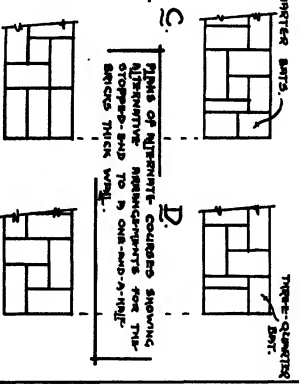 QUARTER BATS.
THREE-QUARTER
BAT.
C.
D.
PLANS OF ALTERNATE COURSES SHOWING
ALTERNATIVE ARRANGEMENTS FOR THE
STOPPED-END TO A ONE-AND-A-HALF
BRICKS THICK WALL.